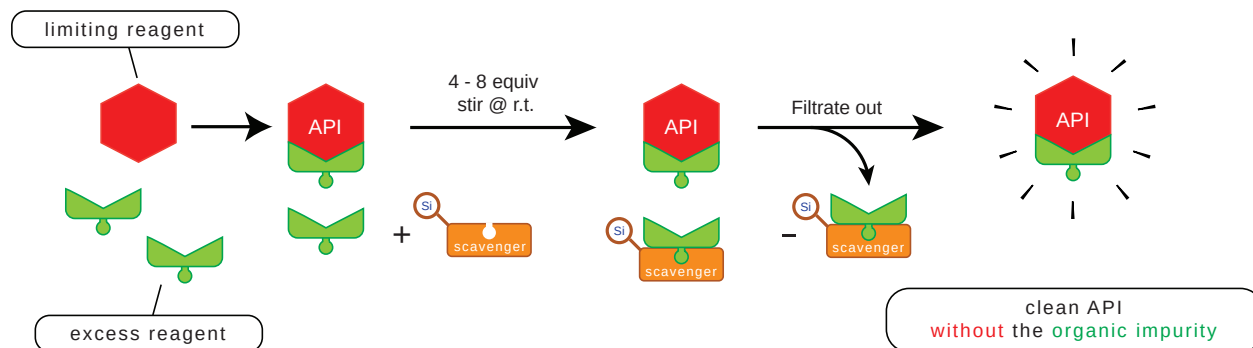 limiting reagent
API
4 - 8 equiv
stir @ r.t.
API
Filtrate out
API
+
Si
scavenger
Si
scavenger
–
Si
scavenger
excess reagent
clean API
without the organic impurity